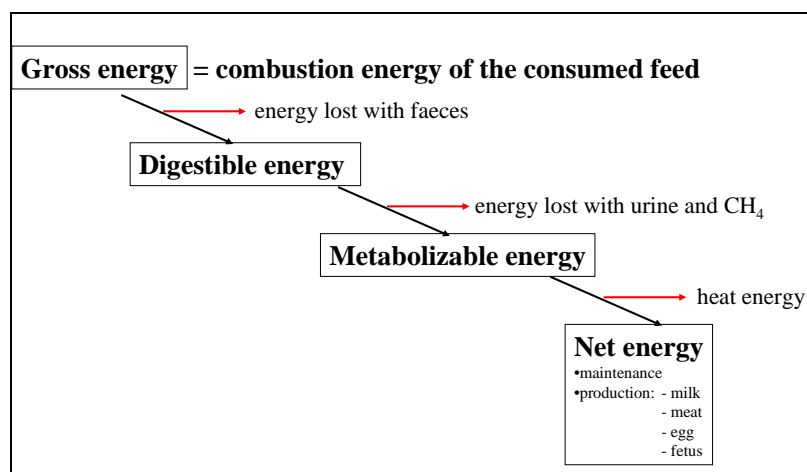 Gross energy = combustion energy of the consumed feed
energy lost with faeces
Digestible energy
energy lost with urine and CH₄
Metabolizable energy
heat energy
Net energy
•maintenance
•production: - milk
- meat
- egg
- fetus